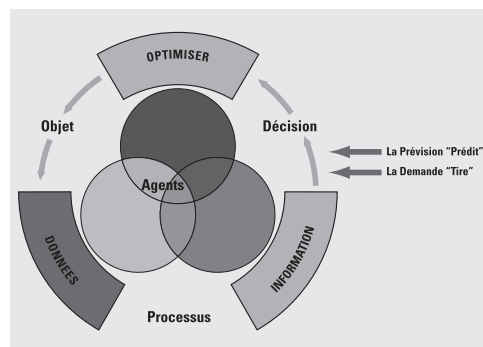 OPTIMISER
Objet
Décision
La Prévision "Prédit"
La Demande "Tire"
Agents
DONNEES
INFORMATION
Processus